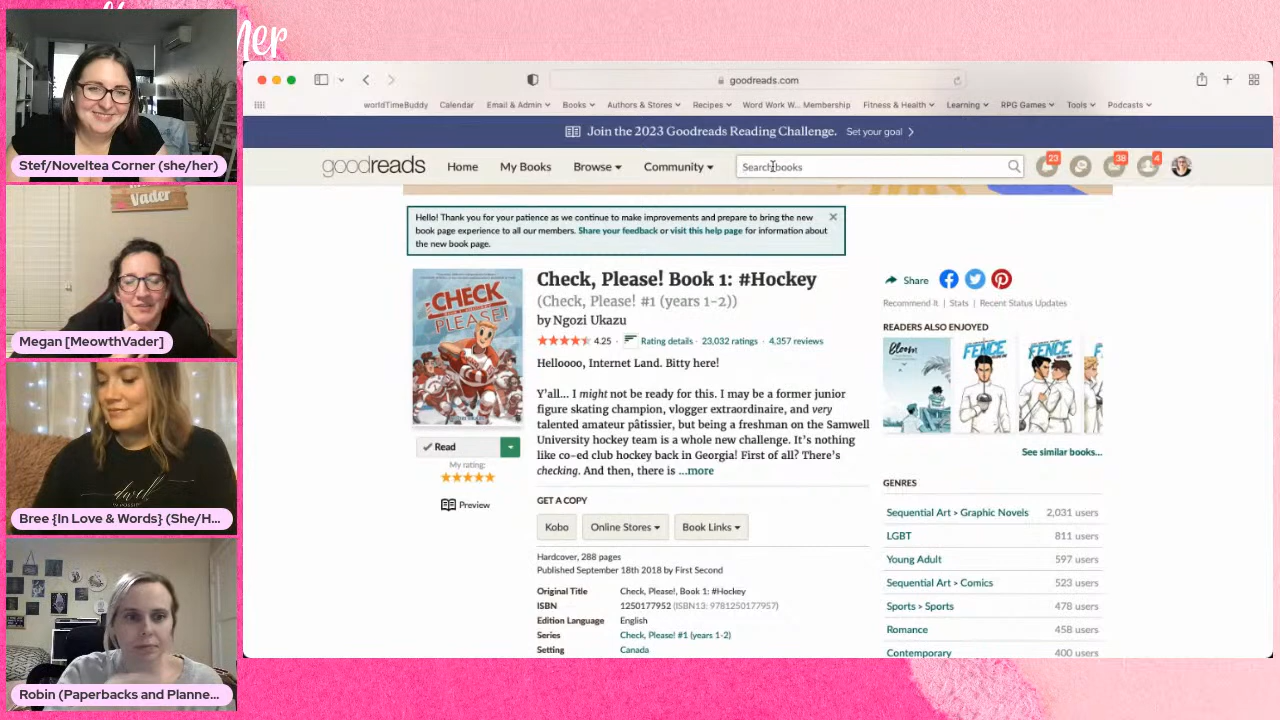 Vader
Stef/Noveltea Corner (she/her)
Megan [MeowthVader]
Bree {In Love & Words} (She/H...
dwell
Robin (Paperbacks and Planne...
goodreads.com
worldTimeBuddy
Calendar
Email & Admin
Books
Authors & Stores
Recipes
Word Work W... Membership
Fitness & Health
Learning
RPG Games
Tools
Podcasts
Join the 2023 Goodreads Reading Challenge. Set your goal
goodreads
Home
My Books
Browse
Community
Search books
23
38
4
Hello! Thank you for your patience as we continue to make improvements and prepare to bring the new
book page experience to all our members. Share your feedback or visit this help page for information about
the new book page.
CHECK
PLEASE!
Read
My rating:
Preview
Check, Please! Book 1: #Hockey
(Check, Please! #1 (years 1-2))
by Ngozi Ukazu
4.25 Rating details · 23,032 ratings · 4,357 reviews
Helloooo, Internet Land. Bitty here!
Y'all... I might not be ready for this. I may be a former junior
figure skating champion, vlogger extraordinaire, and very
talented amateur pâtissier, but being a freshman on the Samwell
University hockey team is a whole new challenge. It's nothing
like co-ed club hockey back in Georgia! First of all? There's
checking. And then, there is ...more
GET A COPY
Kobo
Online Stores
Book Links
Hardcover, 288 pages
Published September 18th 2018 by First Second
Original Title Check, Please!, Book 1: #Hockey
ISBN 1250177952 (ISBN13: 9781250177957)
Edition Language English
Series Check, Please! #1 (years 1-2)
Setting Canada
Share
Recommend It | Stats | Recent Status Updates
READERS ALSO ENJOYED
Bloom
FENCE
FENCE
See similar books...
GENRES
Sequential Art > Graphic Novels 2,031 users
LGBT 811 users
Young Adult 597 users
Sequential Art > Comics 523 users
Sports > Sports 478 users
Romance 458 users
Contemporary 400 users